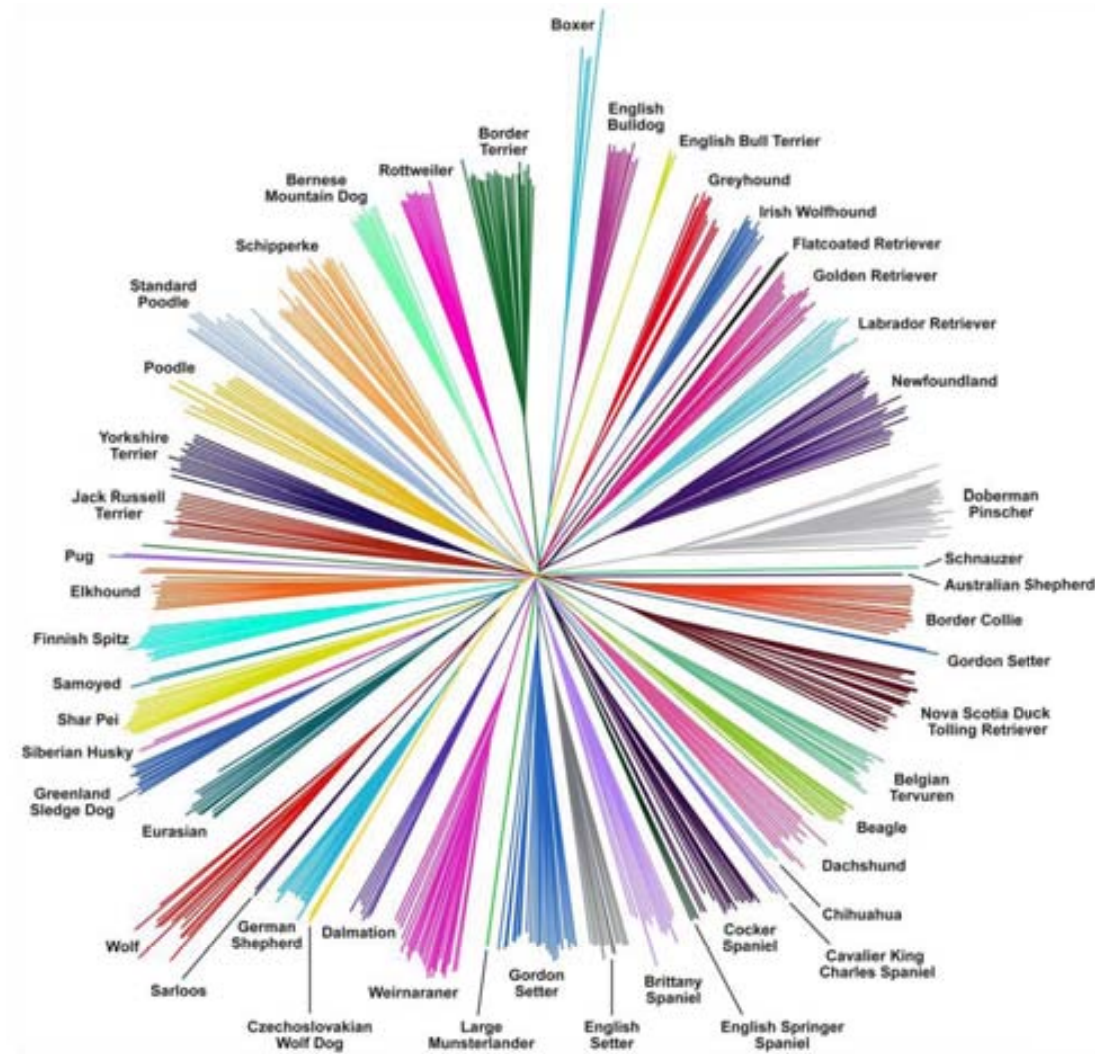 Boxer
English
Bulldog
English Bull Terrier
Greyhound
Irish Wolfhound
Flatcoated Retriever
Golden Retriever
Labrador Retriever
Newfoundland
Doberman
Pinscher
Schnauzer
Australian Shepherd
Border Collie
Gordon Setter
Nova Scotia Duck
Tolling Retriever
Belgian
Tervuren
Beagle
Dachshund
Chihuahua
Cavalier King
Charles Spaniel
Cocker
Spaniel
English Springer
Spaniel
Brittany
Spaniel
English
Setter
Gordon
Setter
Large
Munsterlander
Weirnaraner
Dalmation
Czechoslovakian
Wolf Dog
German
Shepherd
Sarloos
Wolf
Eurasian
Greenland
Sledge Dog
Siberian Husky
Shar Pei
Samoyed
Finnish Spitz
Elkhound
Pug
Jack Russell
Terrier
Yorkshire
Terrier
Poodle
Standard
Poodle
Schipperke
Bernese
Mountain Dog
Rottweiler
Border
Terrier